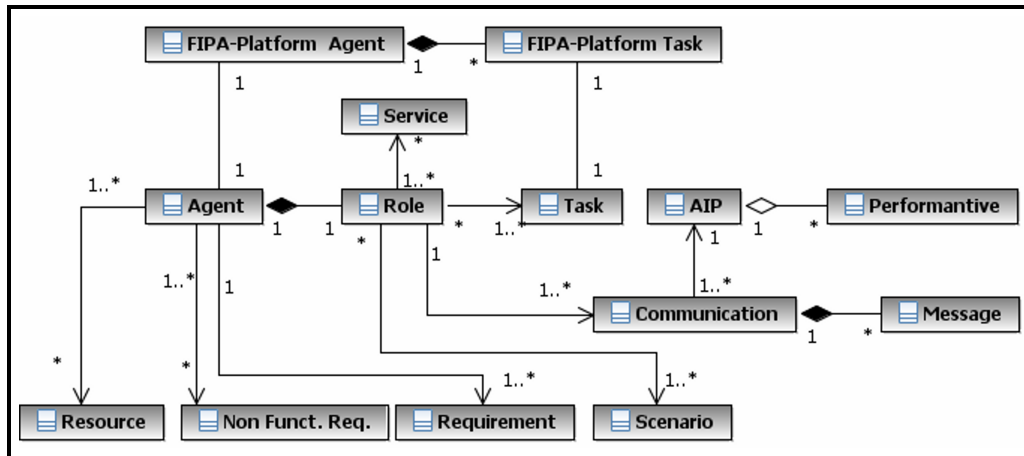 FIPA-Platform Agent
1
*
FIPA-Platform Task
1
1
Service
*
1
1
1..*
1..*
Agent
1
1
Role
*
1..*
Task
AIP
1
*
Performantive
*
1
1
1..*
1
1..*
1..*
Communication
1
*
Message
*
*
1..*
1..*
Resource
Non Funct. Req.
Requirement
Scenario